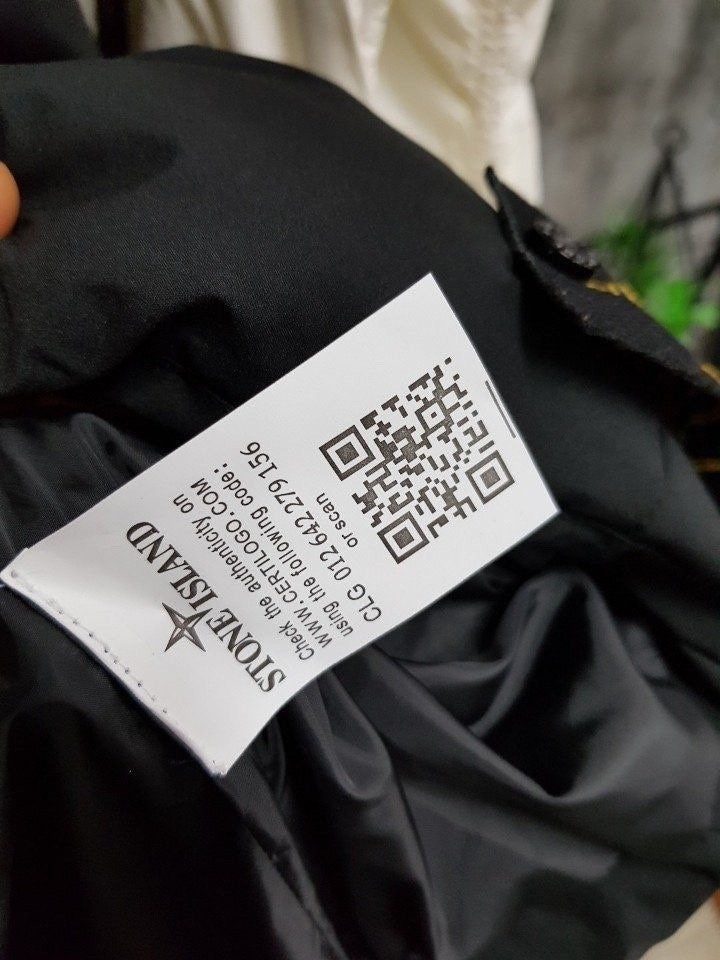 STONE ISLAND
Check the authenticity on
WWW.CERTILOGO.COM
using the following code:
CLG 012 642 279 156
or scan